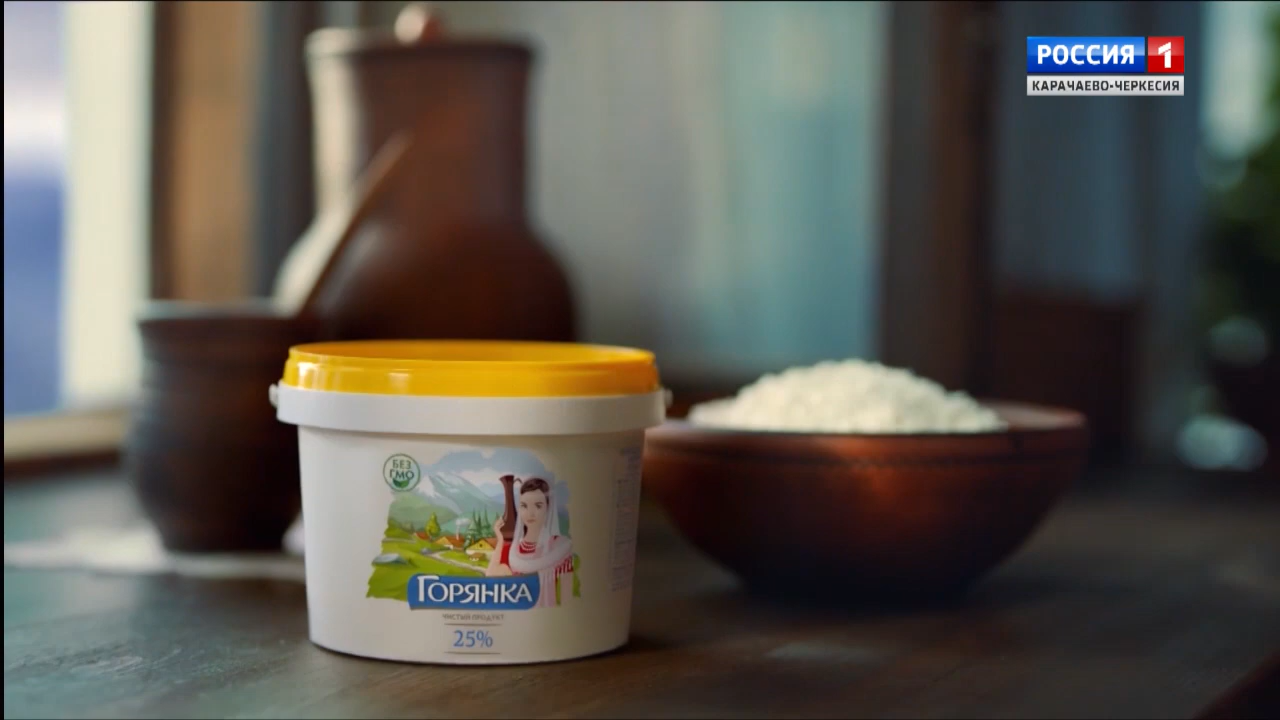 РОССИЯ 1
КАРАЧАЕВО-ЧЕРКЕСИЯ
БЕЗ
ГМО
ГОРЯНКА
ЧИСТЫЙ ПРОДУКТ
25%